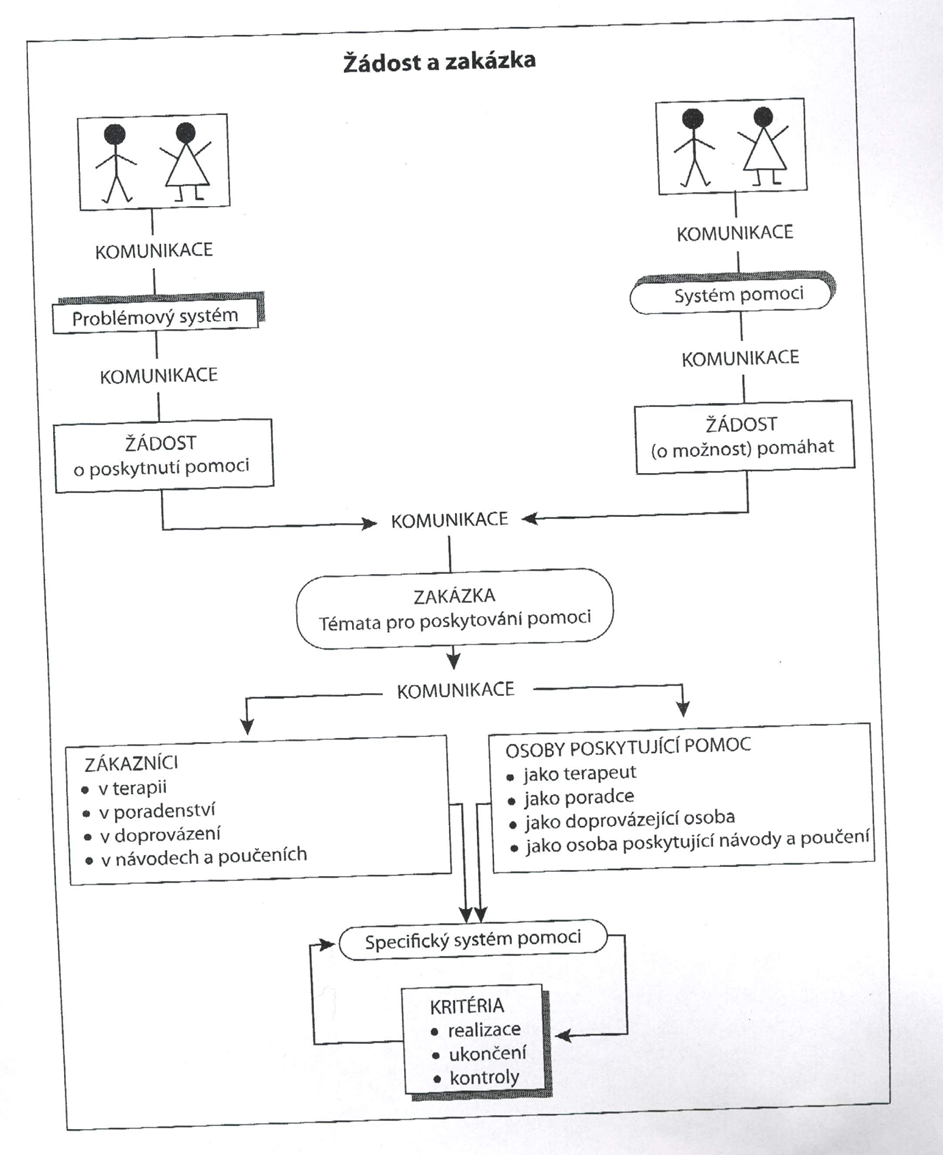 Žádost a zakázka
KOMUNIKACE
Problémový systém
KOMUNIKACE
ŽÁDOST
o poskytnutí pomoci
KOMUNIKACE
Systém pomoci
KOMUNIKACE
ŽÁDOST
(o možnost) pomáhat
KOMUNIKACE
ZAKÁZKA
Témata pro poskytování pomoci
KOMUNIKACE
ZÁKAZNÍCI
• v terapii
• v poradenství
• v doprovázení
• v návodech a poučeních
OSOBY POSKYTUJÍCÍ POMOC
• jako terapeut
• jako poradce
• jako doprovázející osoba
• jako osoba poskytující návody a poučení
Specifický systém pomoci
KRITÉRIA
• realizace
• ukončení
• kontroly